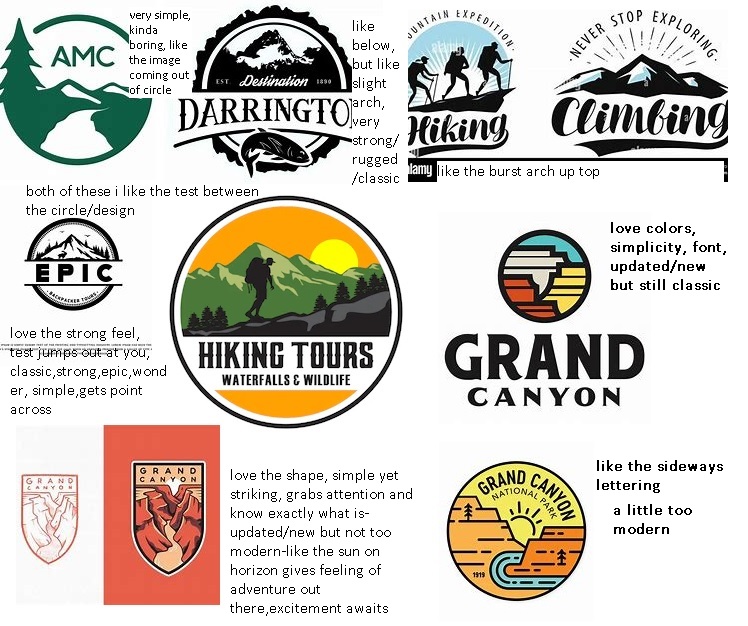 very simple,
kinda
boring, like
the image
coming out
of circle
AMC
EST
Destination
1890
DARRINGTO
like
below,
but like
slight
arch,
very
strong/
rugged
/classic
UNTAIN EXPEDITION
Hiking
NEVER STOP EXPLORING
Climbing
alamy
like the burst arch up top
both of these i like the test between
the circle/design
EPIC
BACKPACKER TOURS
love the strong feel,
test jumps out at you,
classic,strong,epic,wond
er, simple,gets point
across
HIKING TOURS
WATERFALLS & WILDLIFE
love colors,
simplicity, font,
updated/new
but still classic
GRAND
CANYON
GRAND
CANYON
GRAND
CANYON
love the shape, simple yet
striking, grabs attention and
know exactly what is-
updated/new but not too
modern-like the sun on
horizon gives feeling of
adventure out
there,excitement awaits
GRAND CANYON
NATIONAL PARK
1919
like the sideways
lettering
a little too
modern